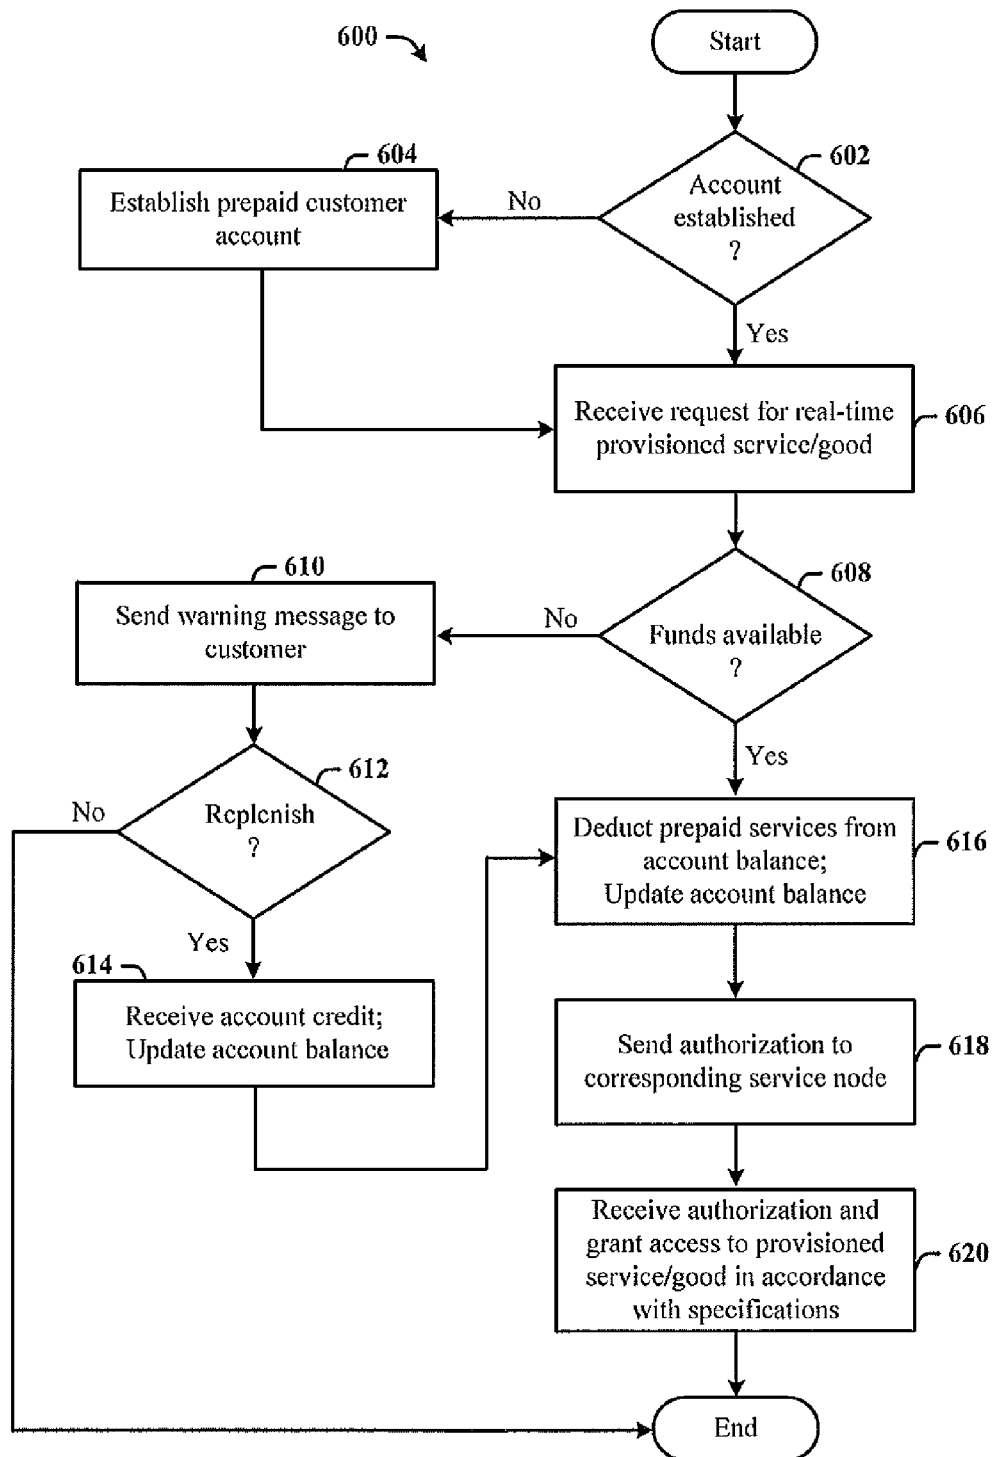 600
Start
604
602
Establish prepaid customer
account
No
Account
established
?
Yes
Receive request for real-time
provisioned service/good
606
610
608
Send warning message to
customer
No
Funds available
?
612
Yes
No
Replenish
?
Deduct prepaid services from
account balance;
Update account balance
616
Yes
614
Receive account credit;
Update account balance
Send authorization to
corresponding service node
618
Receive authorization and
grant access to provisioned
service/good in accordance
with specifications
620
End